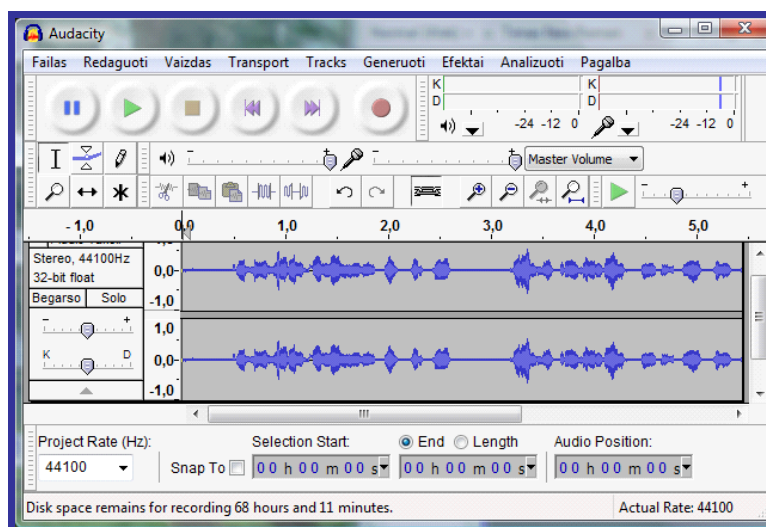 Audacity
Failas Redaguoti Vaizdas Transport Tracks Generuoti Efektai Analizuoti Pagalba
K K
D D
-24 -12 0 -24 -12 0
Master Volume
- 1,0 0,0 1,0 2,0 3,0 4,0 5,0
Stereo, 44100Hz
32-bit float
Begarso Solo
0,0-
-1,0
- +
K D
1,0
0,0-
-1,0
Project Rate (Hz): Selection Start: End Length Audio Position:
44100 Snap To 00 h 00 m 00 s 00 h 00 m 00 s 00 h 00 m 00 s
Disk space remains for recording 68 hours and 11 minutes. Actual Rate: 44100